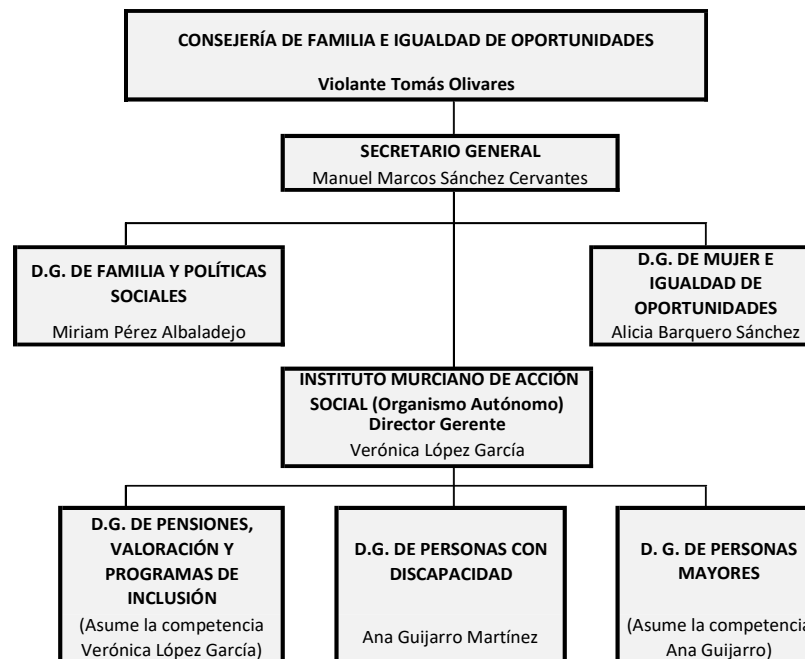 CONSEJERÍA DE FAMILIA E IGUALDAD DE OPORTUNIDADES
Violante Tomás Olivares
SECRETARIO GENERAL
Manuel Marcos Sánchez Cervantes
D.G. DE FAMILIA Y POLÍTICAS
SOCIALES
Miriam Pérez Albaladejo
D.G. DE MUJER E
IGUALDAD DE
OPORTUNIDADES
Alicia Barquero Sánchez
INSTITUTO MURCIANO DE ACCIÓN
SOCIAL (Organismo Autónomo)
Director Gerente
Verónica López García
D.G. DE PENSIONES,
VALORACIÓN Y
PROGRAMAS DE
INCLUSIÓN
(Asume la competencia
Verónica López García)
D.G. DE PERSONAS CON
DISCAPACIDAD
Ana Guijarro Martínez
D. G. DE PERSONAS
MAYORES
(Asume la competencia
Ana Guijarro)